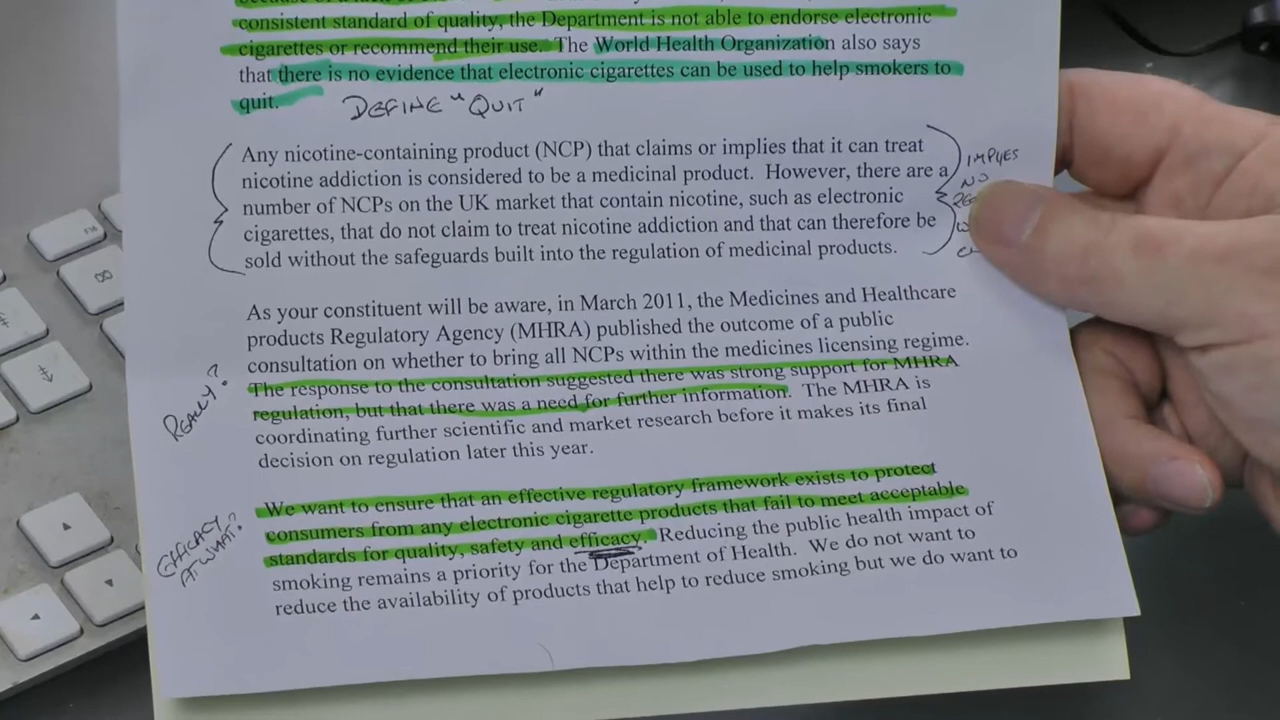 consistent standard of quality, the Department is not able to endorse electronic
cigarettes or recommend their use. The World Health Organization also says
that there is no evidence that electronic cigarettes can be used to help smokers to
quit.
DEFINE "QUIT"
Any nicotine-containing product (NCP) that claims or implies that it can treat
nicotine addiction is considered to be a medicinal product. However, there are a
number of NCPs on the UK market that contain nicotine, such as electronic
cigarettes, that do not claim to treat nicotine addiction and that can therefore be
sold without the safeguards built into the regulation of medicinal products.
IMPLIES
NO
As your constituent will be aware, in March 2011, the Medicines and Healthcare
products Regulatory Agency (MHRA) published the outcome of a public
consultation on whether to bring all NCPs within the medicines licensing regime.
The response to the consultation suggested there was strong support for MHRA
regulation, but that there was a need for further information. The MHRA is
coordinating further scientific and market research before it makes its final
decision on regulation later this year.
REALLY?
We want to ensure that an effective regulatory framework exists to protect
consumers from any electronic cigarette products that fail to meet acceptable
standards for quality, safety and efficacy. Reducing the public health impact of
smoking remains a priority for the Department of Health. We do not want to
reduce the availability of products that help to reduce smoking but we do want to
EFFICACY
AT WHAT?
F16